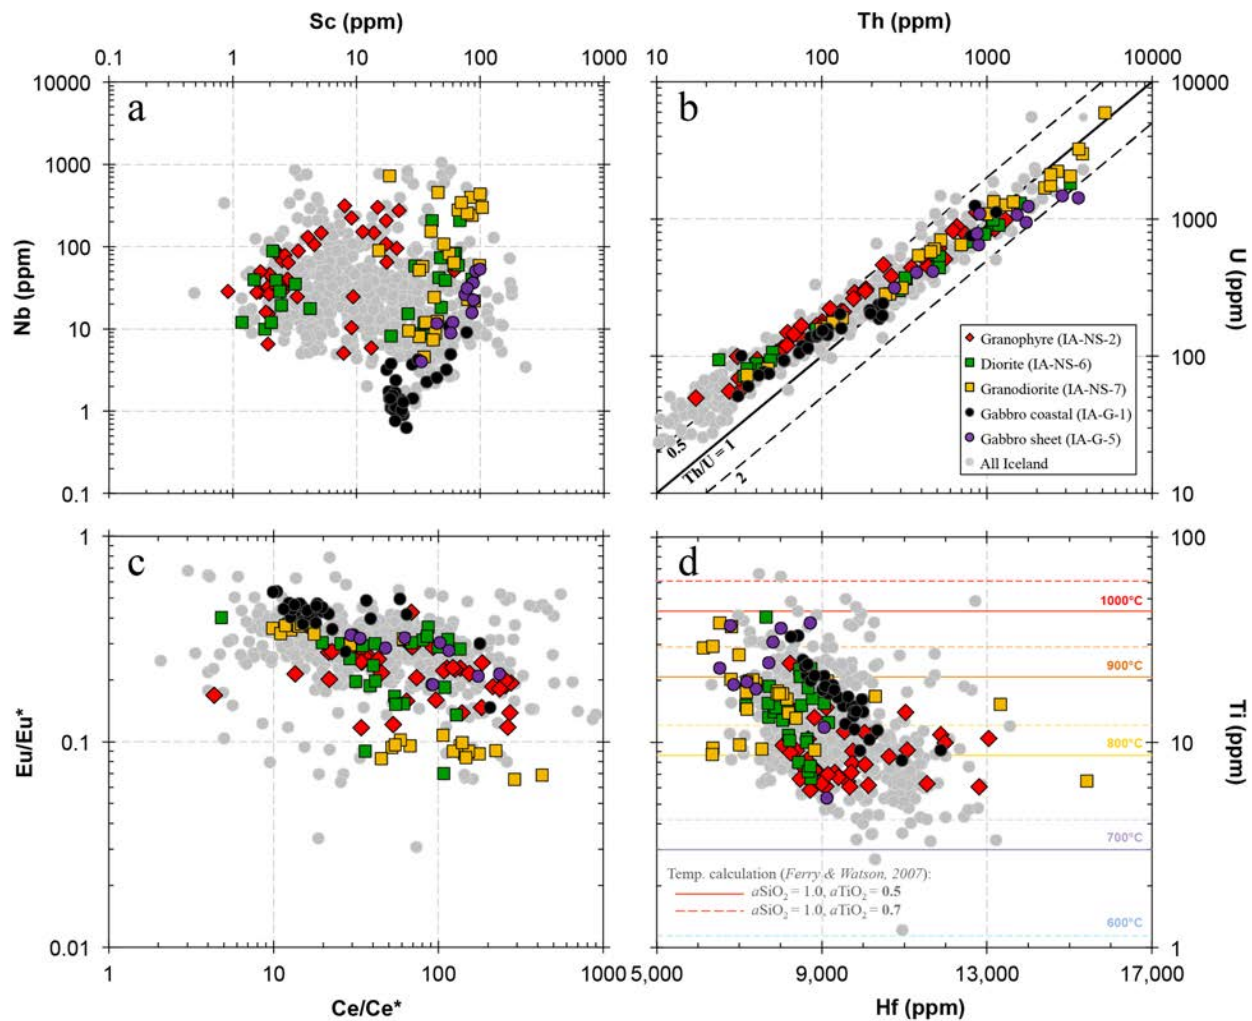 Sc (ppm)
0.1 1 10 100 1000
Th (ppm)
10 100 1000 10000
a
10000
1000
100
10
1
0.1
Nb (ppm)
b
10000
1000
100
10
U (ppm)
0.5
Th/U = 1
2
Granophyre (IA-NS-2)
Diorite (IA-NS-6)
Granodiorite (IA-NS-7)
Gabbro coastal (IA-G-1)
Gabbro sheet (IA-G-5)
All Iceland
c
1
0.1
0.01
Eu/Eu*
1 10 100 1000
Ce/Ce*
d
100
10
1
Ti (ppm)
1000°C
900°C
800°C
700°C
600°C
Temp. calculation (Ferry & Watson, 2007):
aSiO₂ = 1.0, aTiO₂ = 0.5
aSiO₂ = 1.0, aTiO₂ = 0.7
5,000 9,000 13,000 17,000
Hf (ppm)